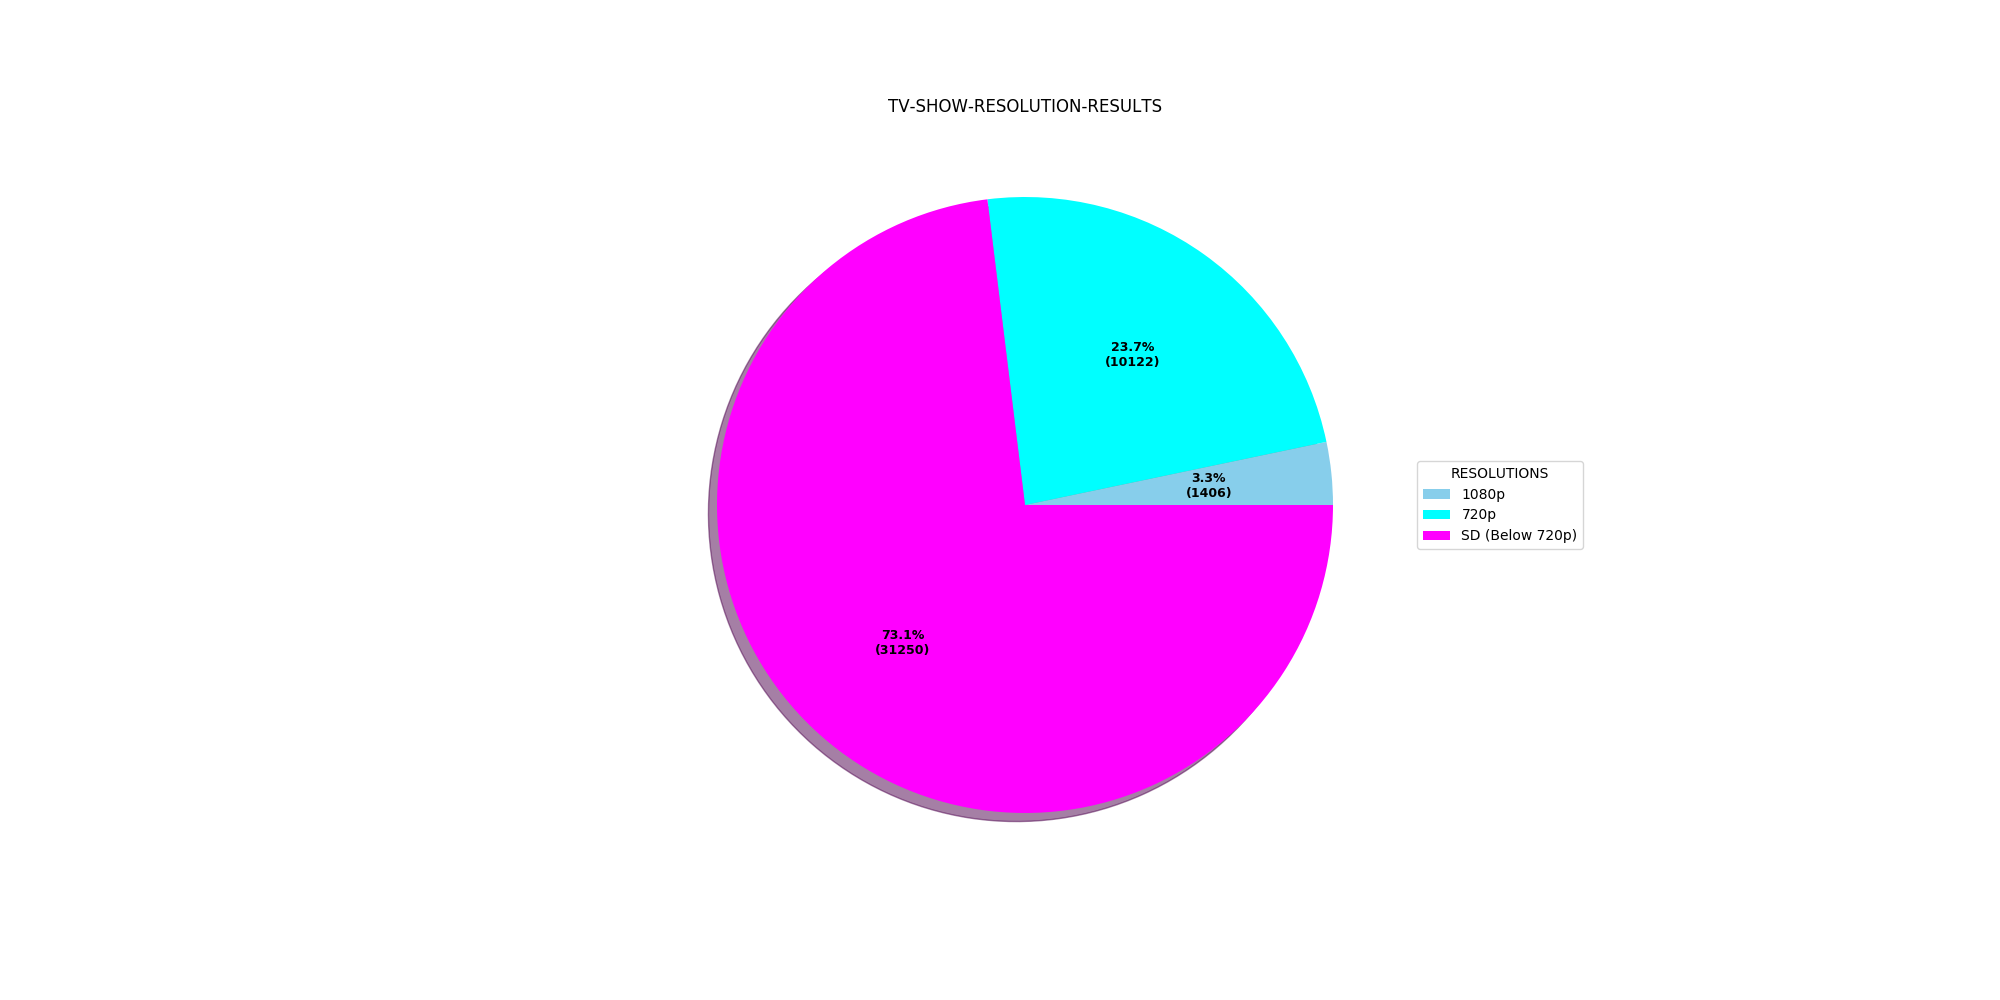 TV-SHOW-RESOLUTION-RESULTS
23.7%
(10122)
3.3%
(1406)
73.1%
(31250)
RESOLUTIONS
1080p
720p
SD (Below 720p)